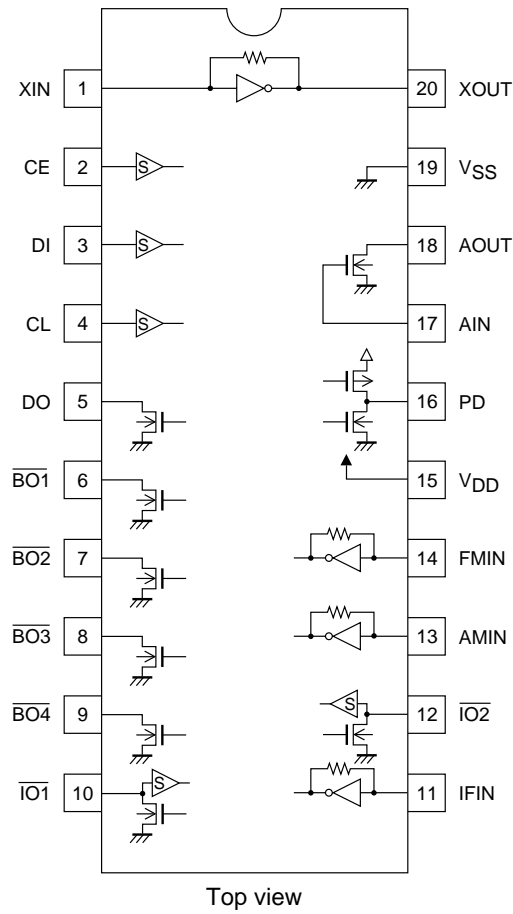 XIN 1 20 XOUT
CE 2 S 19 VSS
DI 3 S 18 AOUT
CL 4 S 17 AIN
DO 5 16 PD
BO1 6 15 VDD
BO2 7 14 FMIN
BO3 8 13 AMIN
BO4 9 S 12 IO2
IO1 10 S 11 IFIN
Top view